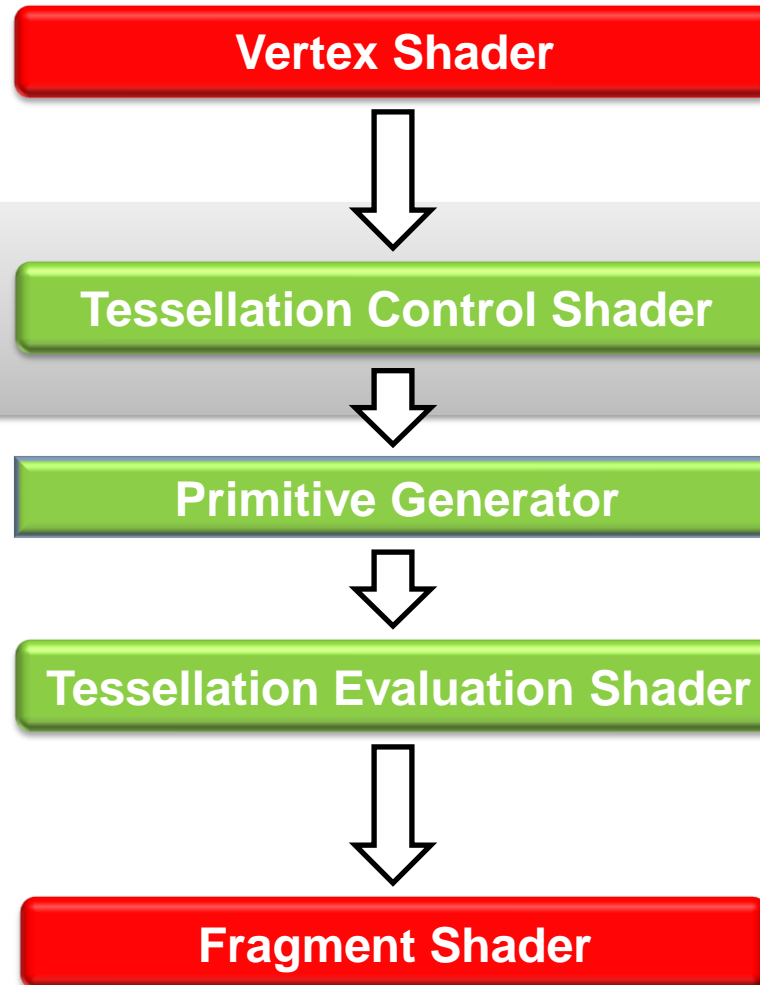 Vertex Shader
Tessellation Control Shader
Primitive Generator
Tessellation Evaluation Shader
Fragment Shader